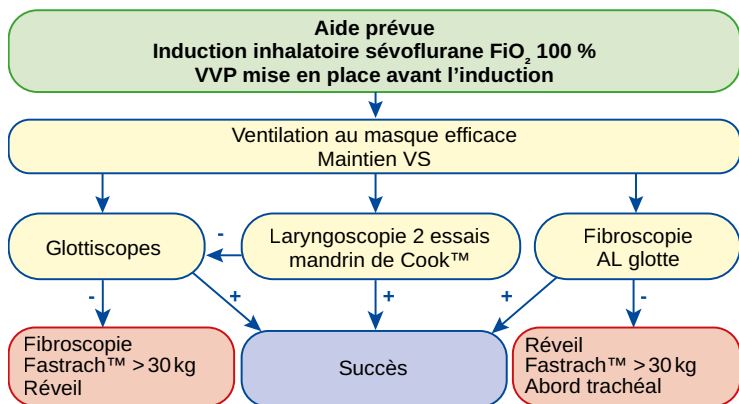 Aide prévue
Induction inhalatoire sévoflurane FiO₂ 100 %
VVP mise en place avant l’induction
Ventilation au masque efficace
Maintien VS
Glottiscopes
-
Laryngoscopie 2 essais
mandrin de Cook™
Fibroscopie
AL glotte
-
+
+
+
-
Fibroscopie
Fastrach™ > 30 kg
Réveil
Succès
Réveil
Fastrach™ > 30 kg
Abord trachéal